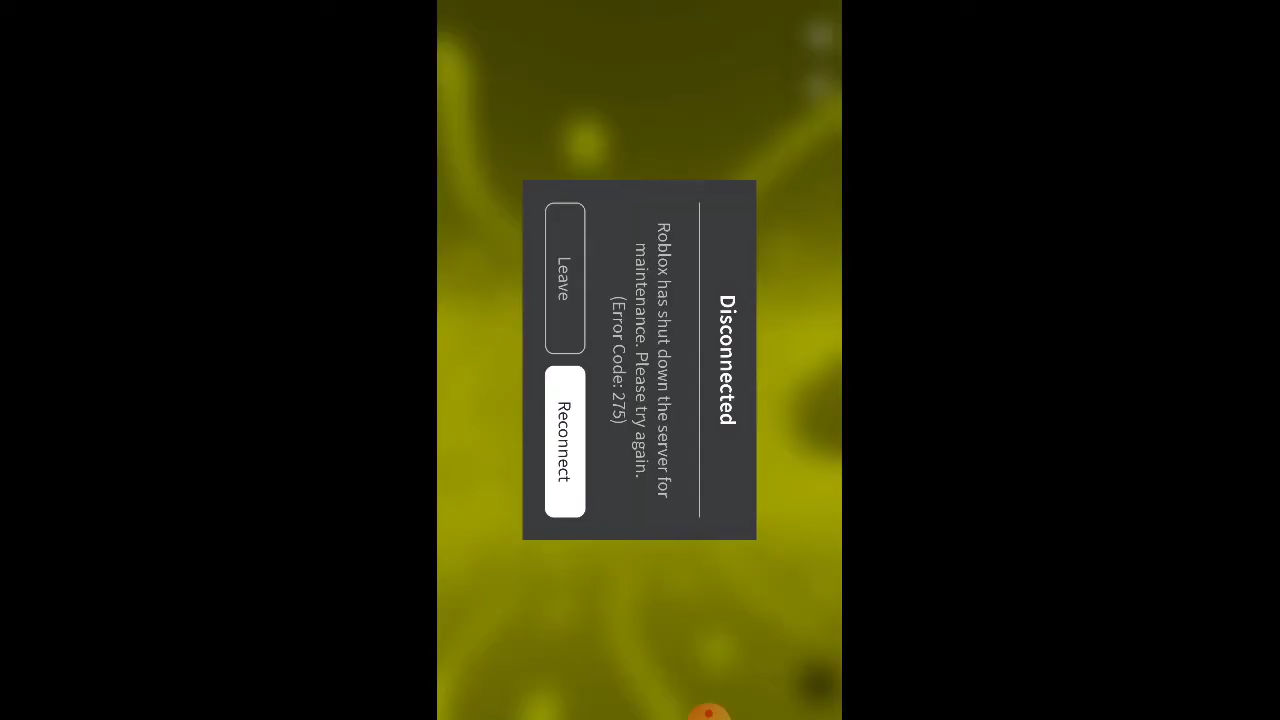 Disconnected
Roblox has shut down the server for
maintenance. Please try again.
(Error Code: 275)
Leave
Reconnect